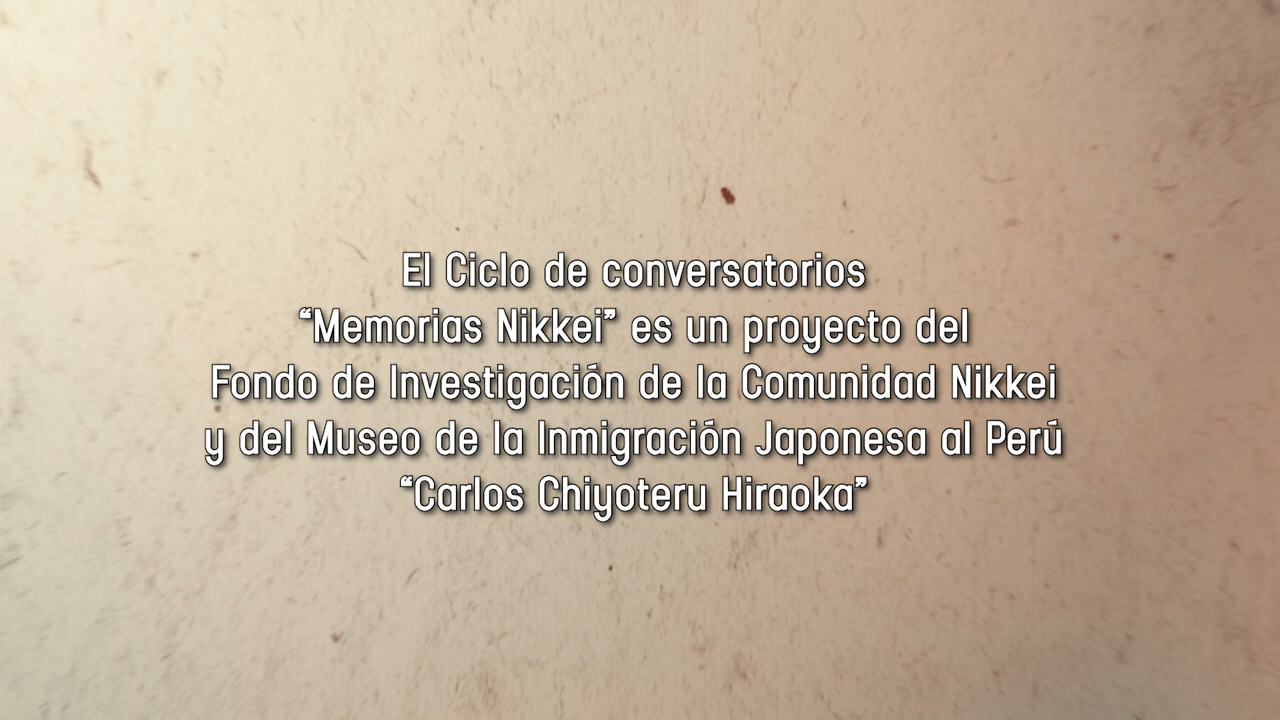 El Ciclo de conversatorios
“Memorias Nikkei” es un proyecto del
Fondo de Investigación de la Comunidad Nikkei
y del Museo de la Inmigración Japonesa al Perú
“Carlos Chiyoteru Hiraoka”